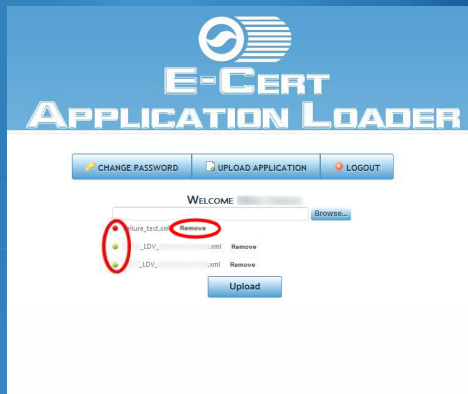 E-CERT
APPLICATION LOADER
CHANGE PASSWORD UPLOAD APPLICATION LOGOUT
WELCOME
Browse...
failure_test.xml Remove
_LDV_ .xml Remove
_LDV_ .xml Remove
Upload